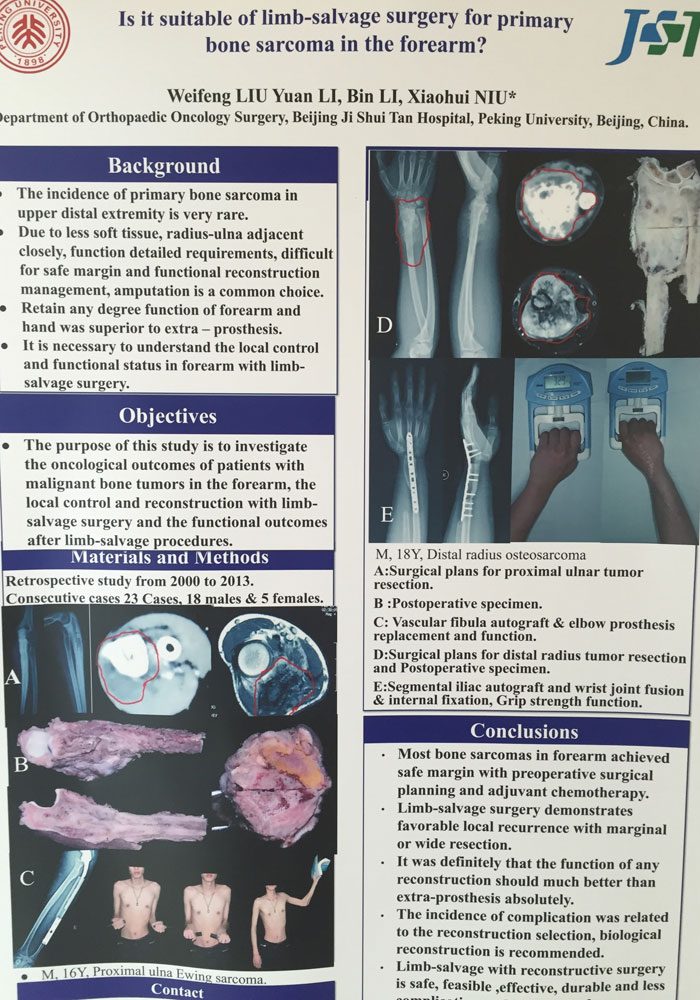 PEKING UNIVERSITY
1898
JST
Is it suitable of limb-salvage surgery for primary
bone sarcoma in the forearm?
Weifeng LIU Yuan LI, Bin LI, Xiaohui NIU*
Department of Orthopaedic Oncology Surgery, Beijing Ji Shui Tan Hospital, Peking University, Beijing, China.
Background
• The incidence of primary bone sarcoma in
upper distal extremity is very rare.
• Due to less soft tissue, radius-ulna adjacent
closely, function detailed requirements, difficult
for safe margin and functional reconstruction
management, amputation is a common choice.
• Retain any degree function of forearm and
hand was superior to extra – prosthesis.
• It is necessary to understand the local control
and functional status in forearm with limb-
salvage surgery.
Objectives
• The purpose of this study is to investigate
the oncological outcomes of patients with
malignant bone tumors in the forearm, the
local control and reconstruction with limb-
salvage surgery and the functional outcomes
after limb-salvage procedures.
Materials and Methods
Retrospective study from 2000 to 2013.
Consecutive cases 23 Cases, 18 males & 5 females.
A
B
C
• M, 16Y, Proximal ulna Ewing sarcoma.
Contact
D
E
M, 18Y, Distal radius osteosarcoma
A:Surgical plans for proximal ulnar tumor
resection.
B :Postoperative specimen.
C: Vascular fibula autograft & elbow prosthesis
replacement and function.
D:Surgical plans for distal radius tumor resection
and Postoperative specimen.
E:Segmental iliac autograft and wrist joint fusion
& internal fixation, Grip strength function.
Conclusions
· Most bone sarcomas in forearm achieved
safe margin with preoperative surgical
planning and adjuvant chemotherapy.
· Limb-salvage surgery demonstrates
favorable local recurrence with marginal
or wide resection.
· It was definitely that the function of any
reconstruction should much better than
extra-prosthesis absolutely.
· The incidence of complication was related
to the reconstruction selection, biological
reconstruction is recommended.
· Limb-salvage with reconstructive surgery
is safe, feasible ,effective, durable and less